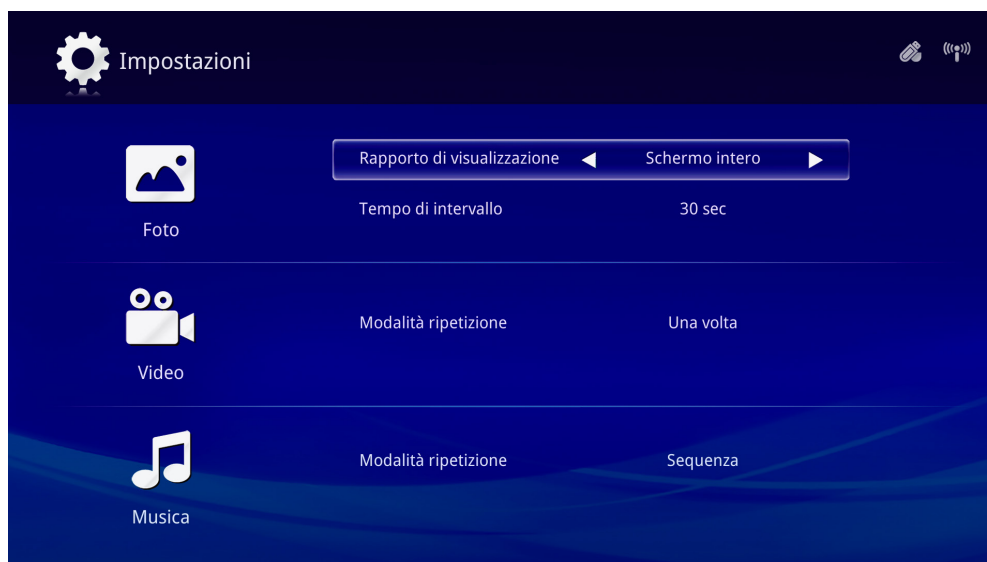 Impostazioni
Rapporto di visualizzazione Schermo intero
Tempo di intervallo 30 sec
Foto
Modalità ripetizione Una volta
Video
Modalità ripetizione Sequenza
Musica